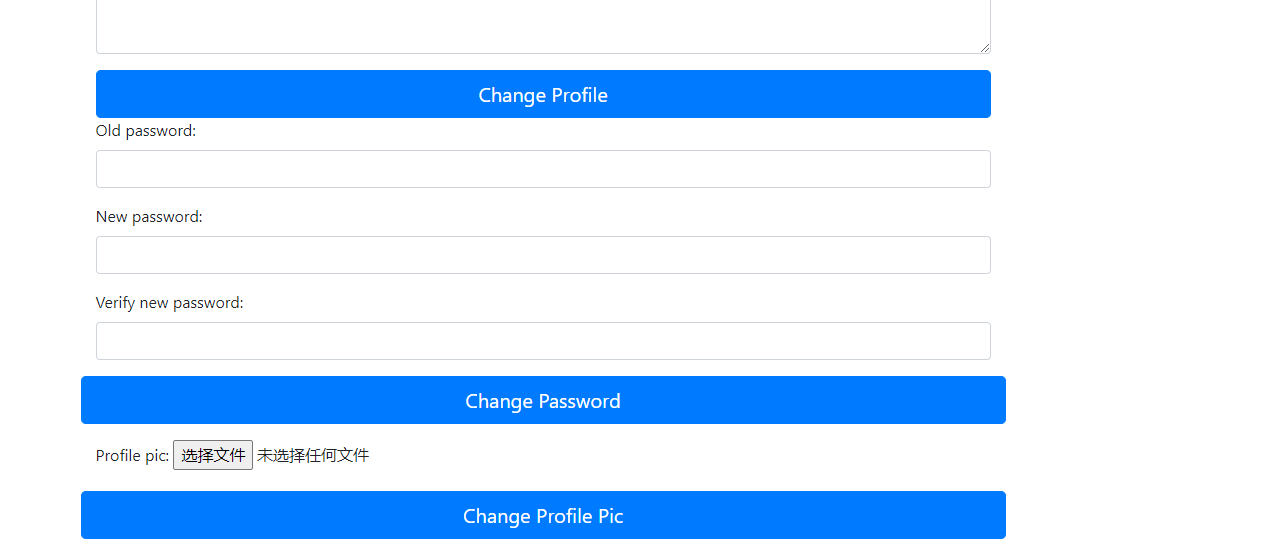 Change Profile
Old password:
New password:
Verify new password:
Change Password
Profile pic: 选择文件 未选择任何文件
Change Profile Pic